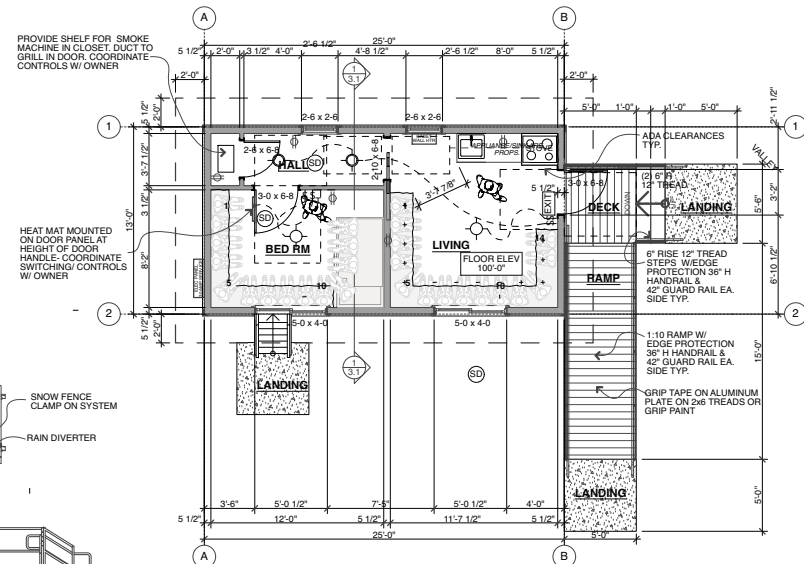 A
B
PROVIDE SHELF FOR SMOKE
MACHINE IN CLOSET. DUCT TO
GRILL IN DOOR. COORDINATE
CONTROLS W/ OWNER
25'-0"
2'-6 1/2"
5 1/2"
2'-0"
3 1/2"
4'-0"
4'-8 1/2"
2'-6 1/2"
8'-0"
5 1/2"
2'-0"
1
3.1
2'-0"
5'-0"
1'-0"
1'-0"
5'-0"
2'-11 1/2"
2-6 x 2-6
2-6 x 2-6
1
1
5 1/2"
2'-0"
3'-7 1/2"
3 1/2"
13'-0"
8'-2"
5 1/2"
2'-0"
2-6 x 6-8
HALL
SD
2-10 x 6-8
STOVE
PROPS.
ADA CLEARANCES
TYP.
VALLEY
3-0 x 6-8
SD
3'-1 7/8"
5 1/2"
3-0 x 6-8
EXIT
DECK
DOWN
(2) 6" R
12" TREAD
LANDING
3'-2"
5'-6"
6'-10 1/2"
HEAT MAT MOUNTED
ON DOOR PANEL AT
HEIGHT OF DOOR
HANDLE- COORDINATE
SWITCHING/ CONTROLS
W/ OWNER
BED RM
LIVING
FLOOR ELEV
100'-0"
1
5
10
1
5
10
14
RAMP
6" RISE 12" TREAD
STEPS W/EDGE
PROTECTION 36" H
HANDRAIL &
42" GUARD RAIL EA.
SIDE TYP.
2
2
5-0 x 4-0
5-0 x 4-0
1:10 RAMP W/
EDGE PROTECTION
36" H HANDRAIL &
42" GUARD RAIL EA.
SIDE TYP.
15'-0"
1
3.1
SD
LANDING
GRIP TAPE ON ALUMINUM
PLATE ON 2x6 TREADS OR
GRIP PAINT
SNOW FENCE
CLAMP ON SYSTEM
RAIN DIVERTER
LANDING
5'-0"
3'-6"
5'-0 1/2"
7'-5"
5'-0 1/2"
4'-0"
5 1/2"
12'-0"
5 1/2"
11'-7 1/2"
5 1/2"
25'-0"
5'-0"
A
B